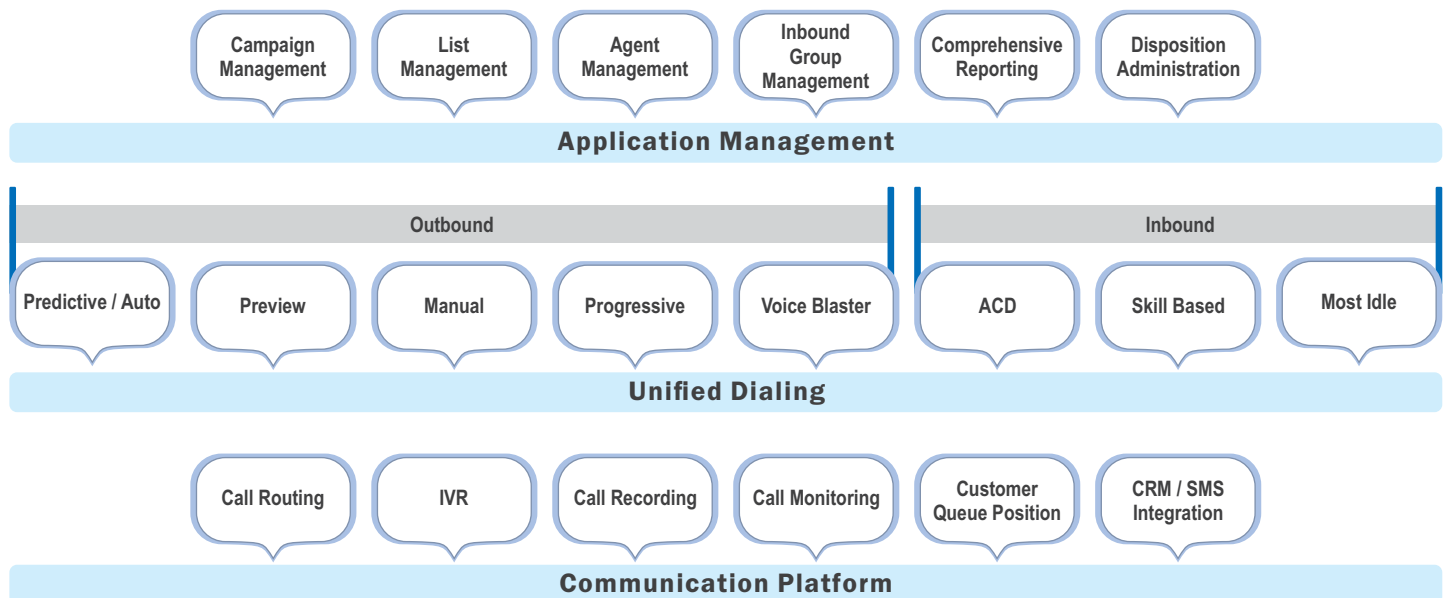 Campaign
Management
List
Management
Agent
Management
Inbound
Group
Management
Comprehensive
Reporting
Disposition
Administration
Application Management
Outbound
Inbound
Predictive / Auto
Preview
Manual
Progressive
Voice Blaster
ACD
Skill Based
Most Idle
Unified Dialing
Call Routing
IVR
Call Recording
Call Monitoring
Customer
Queue Position
CRM / SMS
Integration
Communication Platform